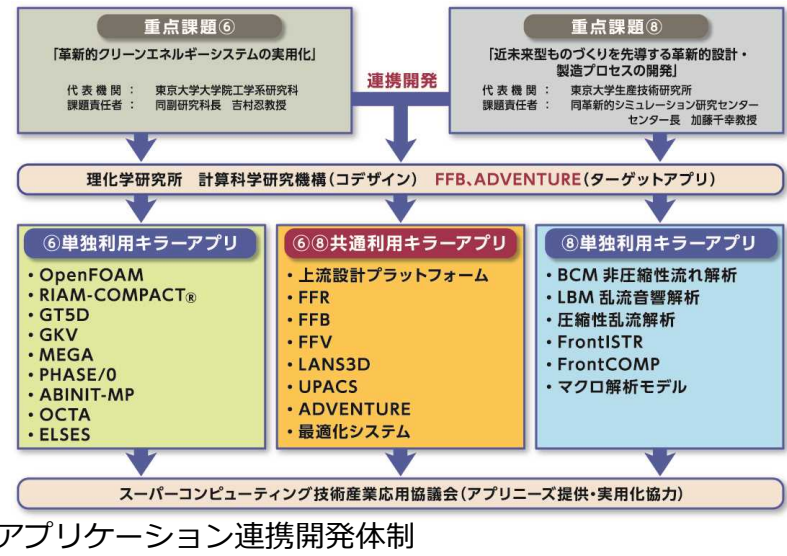 重点課題⑥
「革新的クリーンエネルギーシステムの実用化」
代表機関： 東京大学大学院工学系研究科
課題責任者： 同副研究科長 吉村忍教授
連携開発
重点課題⑧
「近未来型ものづくりを先導する革新的設計・
製造プロセスの開発」
代表機関： 東京大学生産技術研究所
課題責任者： 同革新的シミュレーション研究センター
センター長 加藤千幸教授
理化学研究所 計算科学研究機構（コデザイン） FFB、ADVENTURE（ターゲットアプリ）
⑥単独利用キラーアプリ
・OpenFOAM
・RIAM-COMPACT®
・GT5D
・GKV
・MEGA
・PHASE/0
・ABINIT-MP
・OCTA
・ELSES
⑥⑧共通利用キラーアプリ
・上流設計プラットフォーム
・FFR
・FFB
・FFV
・LANS3D
・UPACS
・ADVENTURE
・最適化システム
⑧単独利用キラーアプリ
・BCM 非圧縮性流れ解析
・LBM 乱流音響解析
・圧縮性乱流解析
・FrontISTR
・FrontCOMP
・マクロ解析モデル
スーパーコンピューティング技術産業応用協議会（アプリニーズ提供・実用化協力）
アプリケーション連携開発体制